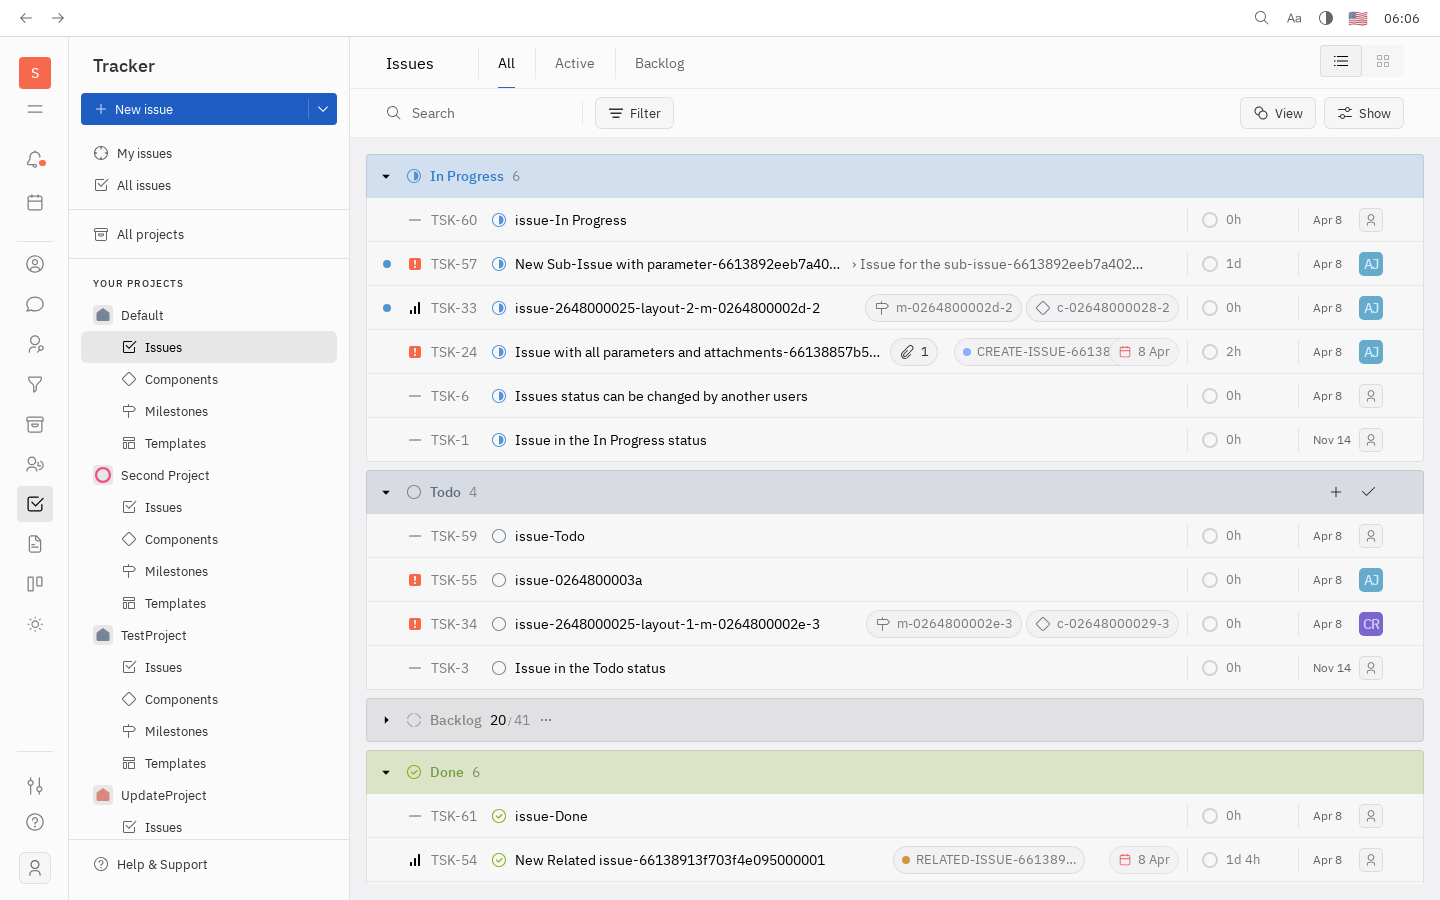 Aa 06:06
S
Tracker
New issue
My issues
All issues
All projects
YOUR PROJECTS
Default
Issues
Components
Milestones
Templates
Second Project
Issues
Components
Milestones
Templates
TestProject
Issues
Components
Milestones
Templates
UpdateProject
Issues
Help & Support
Issues All Active Backlog
Search Filter View Show
In Progress 6
TSK-60 issue-In Progress 0h Apr 8
TSK-57 New Sub-Issue with parameter-6613892eeb7a40... › Issue for the sub-issue-6613892eeb7a402... 1d Apr 8 AJ
TSK-33 issue-2648000025-layout-2-m-0264800002d-2 m-0264800002d-2 c-02648000028-2 0h Apr 8 AJ
TSK-24 Issue with all parameters and attachments-66138857b5... 1 CREATE-ISSUE-66138 8 Apr 2h Apr 8 AJ
TSK-6 Issues status can be changed by another users 0h Apr 8
TSK-1 Issue in the In Progress status 0h Nov 14
Todo 4
TSK-59 issue-Todo 0h Apr 8
TSK-55 issue-0264800003a 0h Apr 8 AJ
TSK-34 issue-2648000025-layout-1-m-0264800002e-3 m-0264800002e-3 c-02648000029-3 0h Apr 8 CR
TSK-3 Issue in the Todo status 0h Nov 14
Backlog 20/41 ...
Done 6
TSK-61 issue-Done 0h Apr 8
TSK-54 New Related issue-66138913f703f4e095000001 RELATED-ISSUE-661389... 8 Apr 1d 4h Apr 8